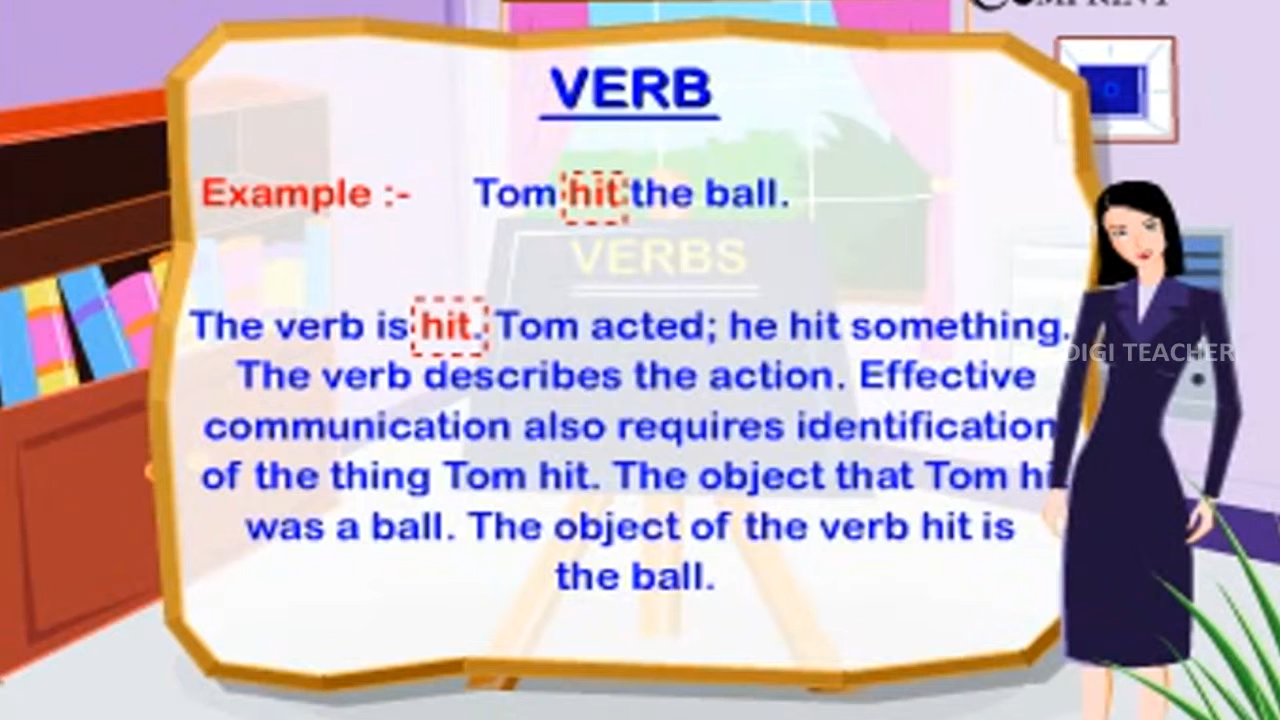 VERB
Example :- Tom hit the ball.
VERBS
The verb is hit. Tom acted; he hit something.
The verb describes the action. Effective
communication also requires identification
of the thing Tom hit. The object that Tom hi
was a ball. The object of the verb hit is
the ball.
DIGI TEACHER